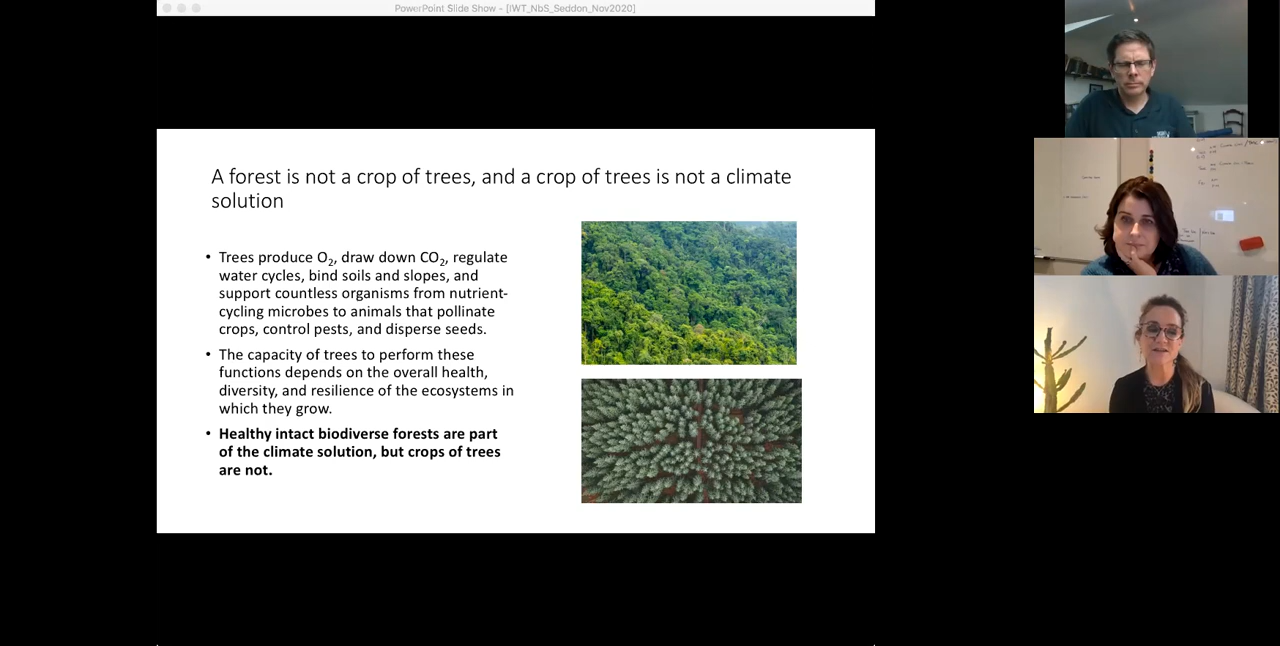 PowerPoint Slide Show - [IWT_NbS_Seddon_Nov2020]
A forest is not a crop of trees, and a crop of trees is not a climate
solution
• Trees produce O₂, draw down CO₂, regulate
water cycles, bind soils and slopes, and
support countless organisms from nutrient-
cycling microbes to animals that pollinate
crops, control pests, and disperse seeds.
• The capacity of trees to perform these
functions depends on the overall health,
diversity, and resilience of the ecosystems in
which they grow.
• Healthy intact biodiverse forests are part
of the climate solution, but crops of trees
are not.